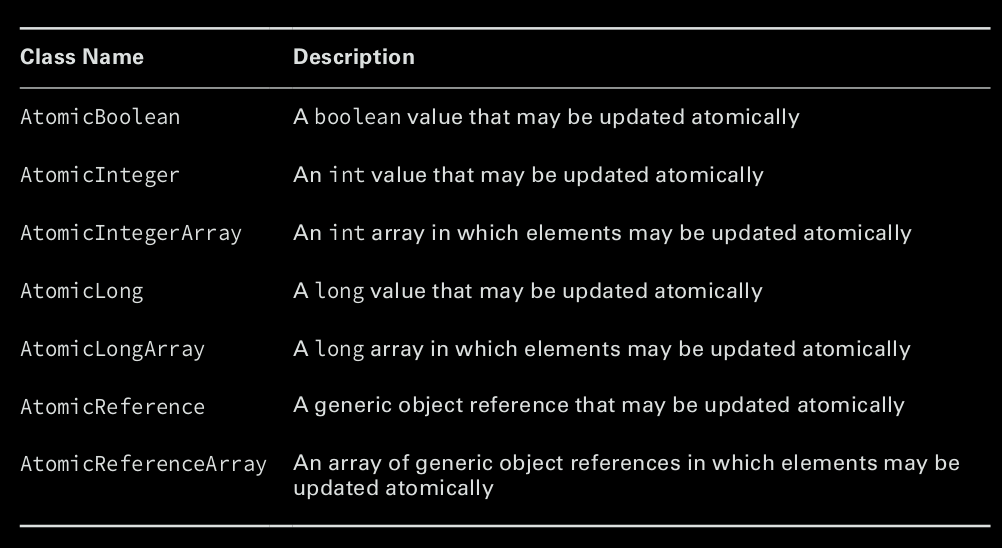 Class Name Description
AtomicBoolean A boolean value that may be updated atomically
AtomicInteger An int value that may be updated atomically
AtomicIntegerArray An int array in which elements may be updated atomically
AtomicLong A long value that may be updated atomically
AtomicLongArray A long array in which elements may be updated atomically
AtomicReference A generic object reference that may be updated atomically
AtomicReferenceArray An array of generic object references in which elements may be
updated atomically